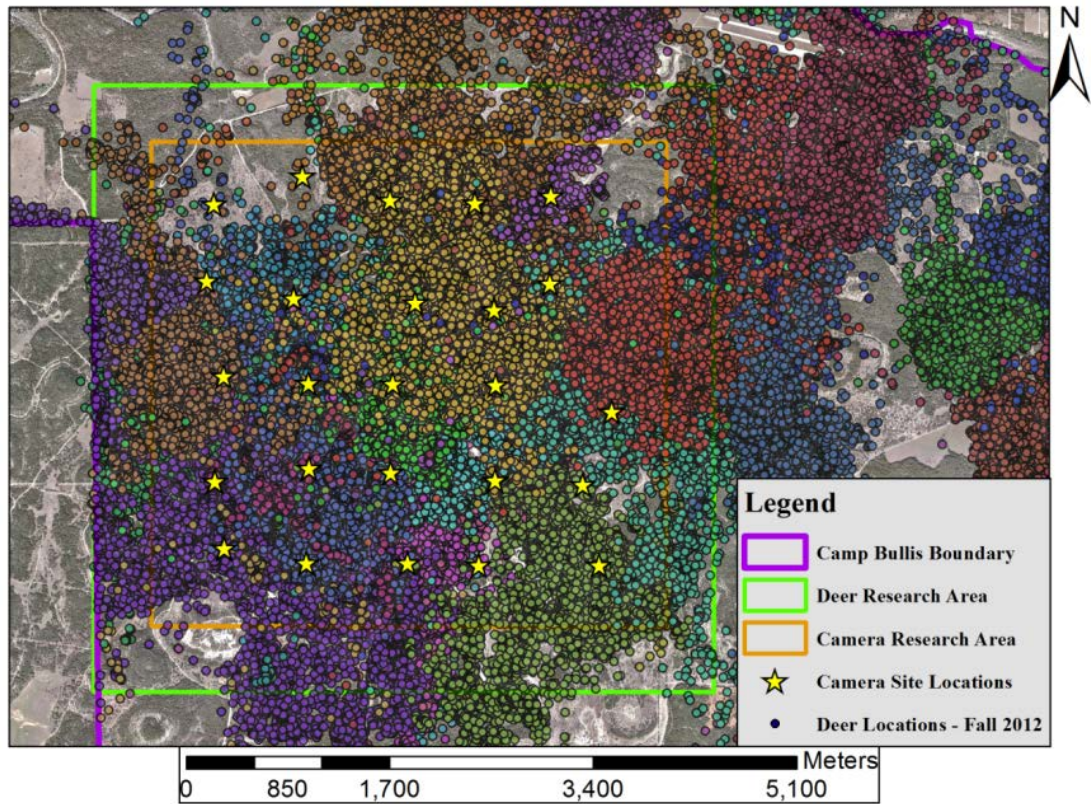 N
Legend
Camp Bullis Boundary
Deer Research Area
Camera Research Area
Camera Site Locations
Deer Locations - Fall 2012
Meters
0 850 1,700 3,400 5,100